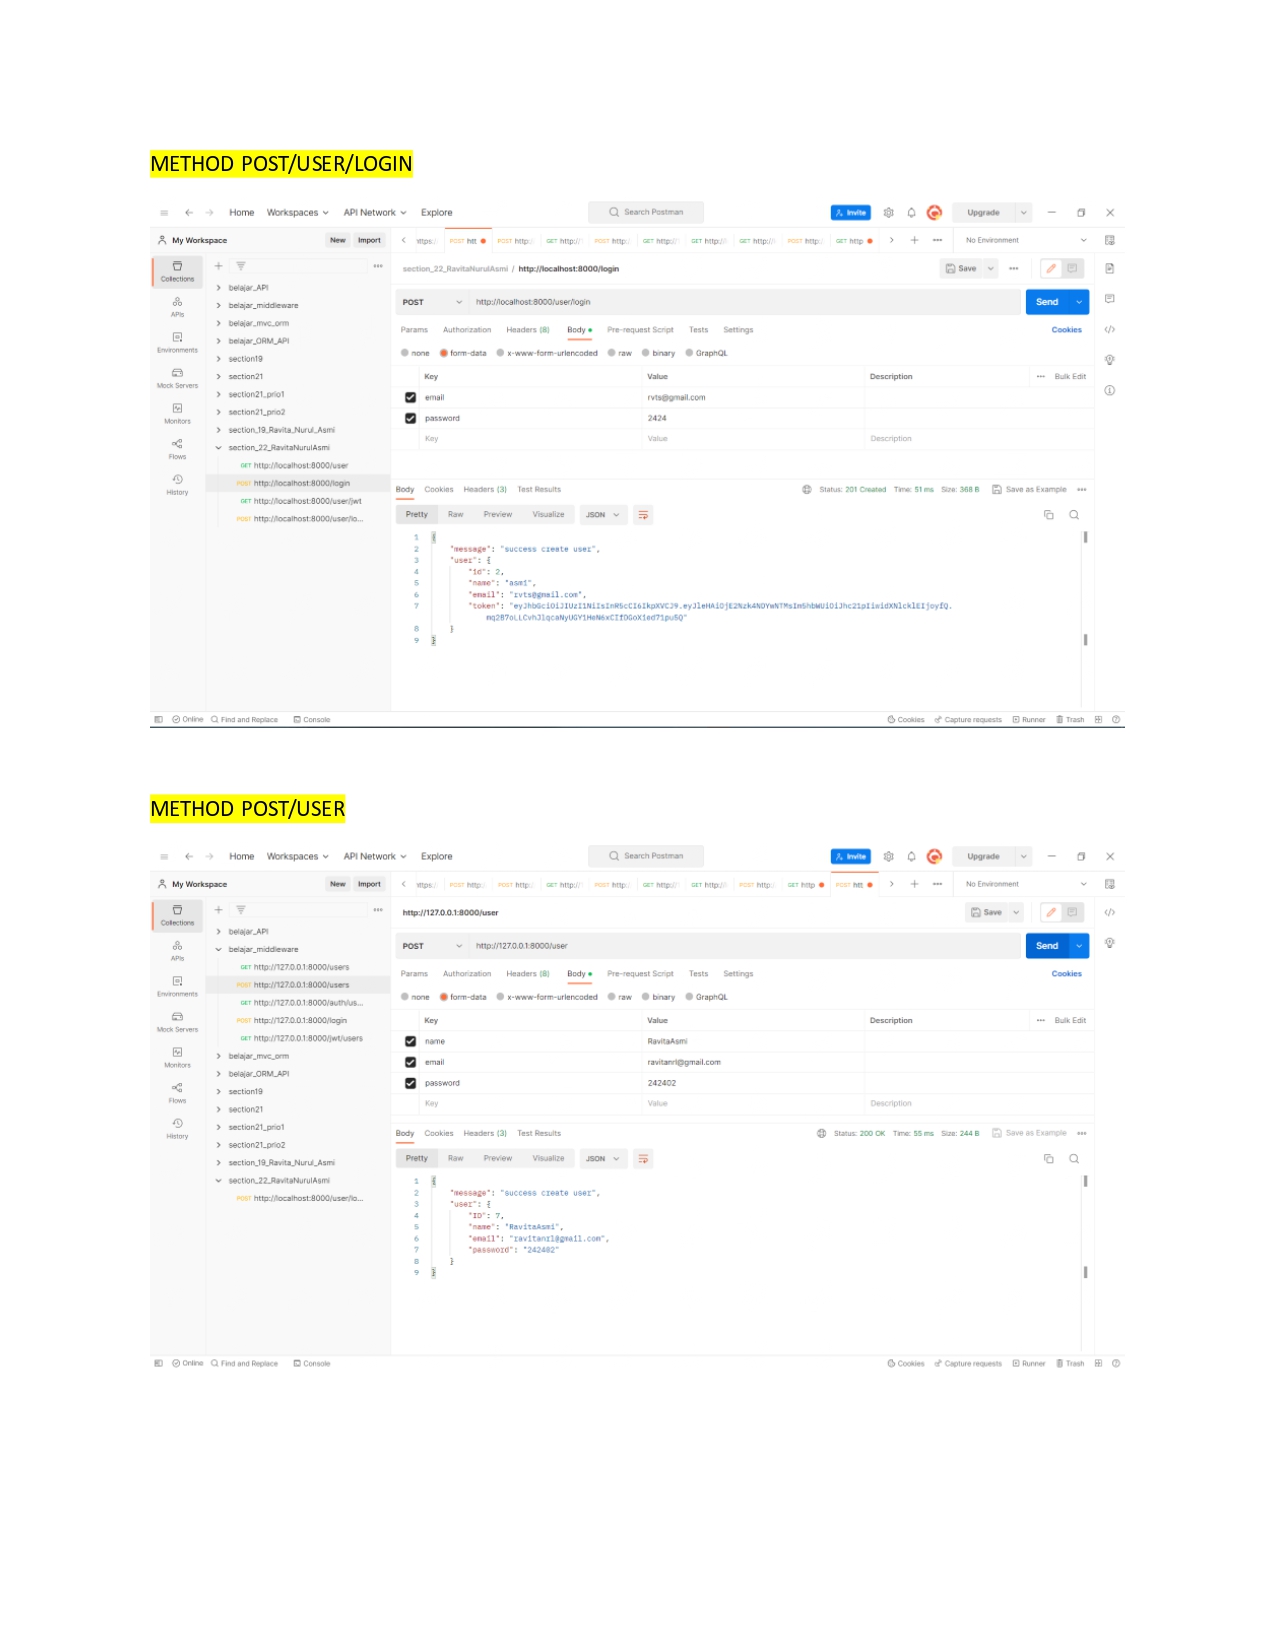 METHOD POST/USER/LOGIN
Home Workspaces API Network Explore Search Postman Invite Upgrade
My Workspace New Import POST htt POST http:/ GET http:// POST http: GET http:// GET http:// GET http:// POST http: GET http No Environment
Collections
APIs
Environments
Mock Servers
Monitors
Flows
History
belajar_API
belajar_middleware
belajar_mvc_orm
belajar_ORM_API
section19
section21
section21_prio1
section21_prio2
section_19_Ravita_Nurul_Asmi
section_22_RavitaNurulAsmi
GET http://localhost:8000/user
POST http://localhost:8000/login
GET http://localhost:8000/user/jwt
POST http://localhost:8000/user/lo...
section_22_RavitaNurulAsmi / http://localhost:8000/login Save
POST http://localhost:8000/user/login Send
Params Authorization Headers (8) Body Pre-request Script Tests Settings Cookies
none form-data x-www-form-urlencoded raw binary GraphQL
Key Value Description Bulk Edit
email rvts@gmail.com
password 2424
Key Value Description
Body Cookies Headers (3) Test Results Status: 201 Created Time: 51 ms Size: 368 B Save as Example
Pretty Raw Preview Visualize JSON
1 {
2 "message": "success create user",
3 "user": {
4 "id": 2,
5 "name": "asmi",
6 "email": "rvts@gmail.com",
7 "token":
8 }
9 }
Online Find and Replace Console Cookies Capture requests Runner Trash
METHOD POST/USER
Home Workspaces API Network Explore Search Postman Invite Upgrade
My Workspace New Import POST http:/ POST http:/ GET http:// POST http: GET http:// GET http:// POST http: GET http POST htt No Environment
Collections
APIs
Environments
Mock Servers
Monitors
Flows
History
belajar_API
belajar_middleware
GET http://127.0.0.1:8000/users
POST http://127.0.0.1:8000/users
GET http://127.0.0.1:8000/auth/us...
POST http://127.0.0.1:8000/login
GET http://127.0.0.1:8000/jwt/users
belajar_mvc_orm
belajar_ORM_API
section19
section21
section21_prio1
section21_prio2
section_19_Ravita_Nurul_Asmi
section_22_RavitaNurulAsmi
POST http://localhost:8000/user/lo...
http://127.0.0.1:8000/user Save
POST http://127.0.0.1:8000/user Send
Params Authorization Headers (8) Body Pre-request Script Tests Settings Cookies
none form-data x-www-form-urlencoded raw binary GraphQL
Key Value Description Bulk Edit
name RavitaAsmi
email ravitanrl@gmail.com
password 242402
Key Value Description
Body Cookies Headers (3) Test Results Status: 200 OK Time: 55 ms Size: 244 B Save as Example
Pretty Raw Preview Visualize JSON
1 {
2 "message": "success create user",
3 "user": {
4 "ID": 7,
5 "name": "RavitaAsmi",
6 "email": "ravitanrl@gmail.com",
7 "password": "242402"
8 }
9 }
Online Find and Replace Console Cookies Capture requests Runner Trash